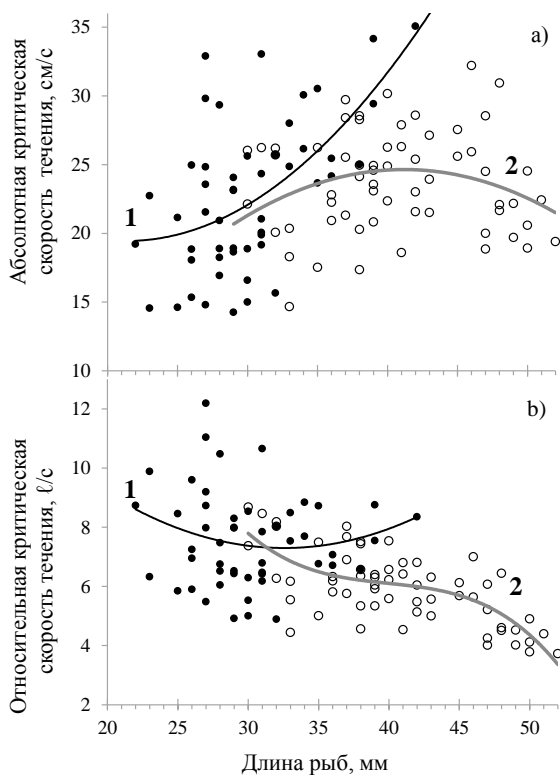 Абсолютная критическая
скорость течения, см/с
35
30
25
20
15
10
а)
1
2
Относительная критическая
скорость течения, ℓ/с
12
10
8
6
4
2
b)
1
2
20 25 30 35 40 45 50
Длина рыб, мм